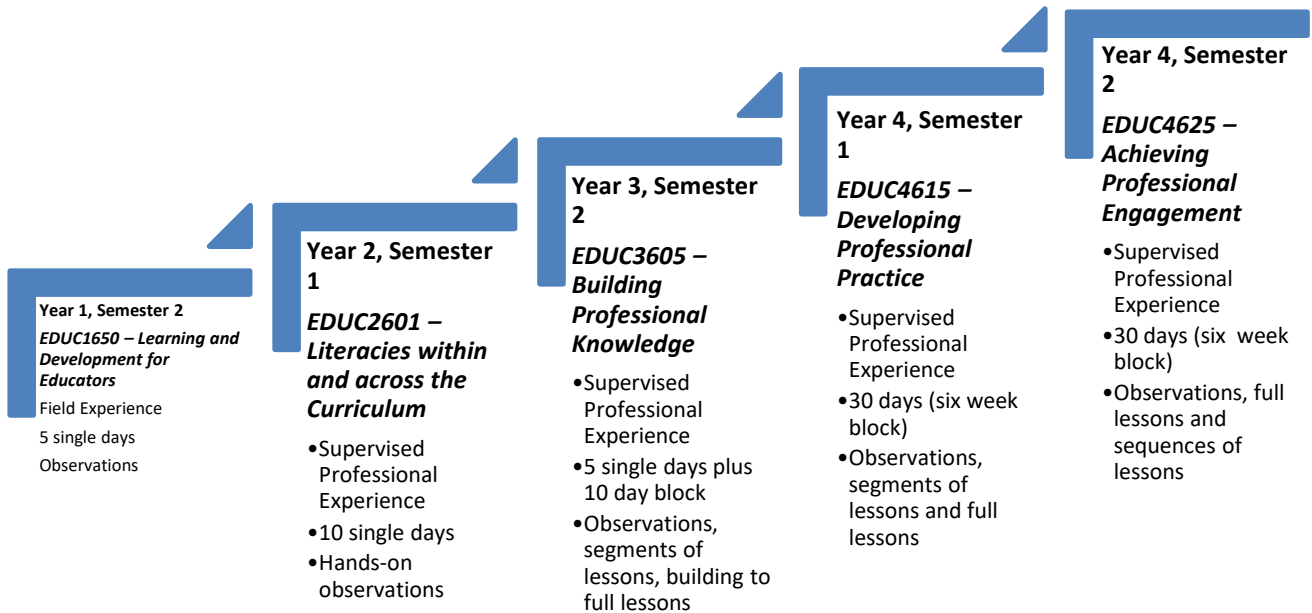 Year 1, Semester 2
EDUC1650 – Learning and
Development for
Educators
Field Experience
5 single days
Observations
Year 2, Semester
1
EDUC2601 –
Literacies within
and across the
Curriculum
•Supervised
Professional
Experience
•10 single days
•Hands-on
observations
Year 3, Semester
2
EDUC3605 –
Building
Professional
Knowledge
•Supervised
Professional
Experience
•5 single days plus
10 day block
•Observations,
segments of
lessons, building to
full lessons
Year 4, Semester
1
EDUC4615 –
Developing
Professional
Practice
•Supervised
Professional
Experience
•30 days (six week
block)
•Observations,
segments of
lessons and full
lessons
Year 4, Semester
2
EDUC4625 –
Achieving
Professional
Engagement
•Supervised
Professional
Experience
•30 days (six  week
block)
•Observations, full
lessons and
sequences of
lessons